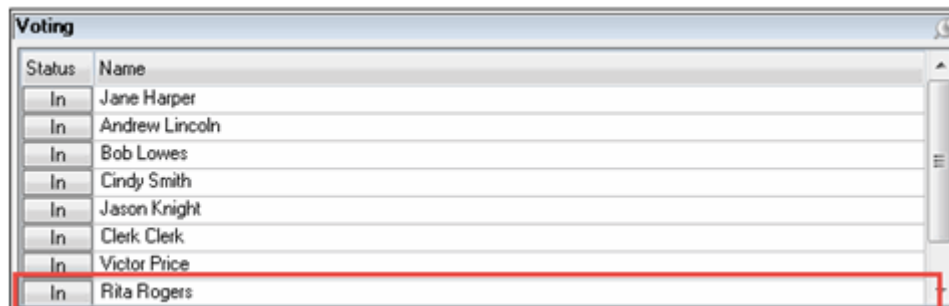 Voting
Status Name
In Jane Harper
In Andrew Lincoln
In Bob Lowes
In Cindy Smith
In Jason Knight
In Clerk Clerk
In Victor Price
In Rita Rogers